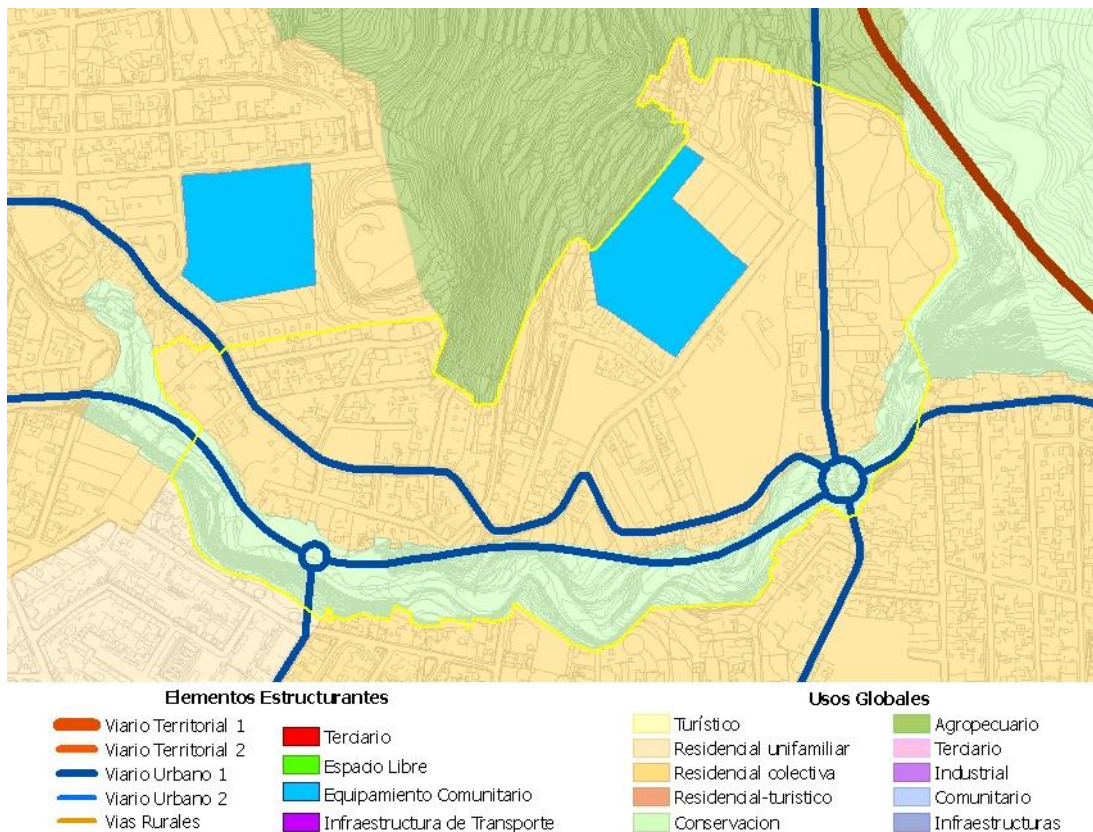 Elementos Estructurantes
Viario Territorial 1
Viario Territorial 2
Viario Urbano 1
Viario Urbano 2
Vias Rurales
Terciario
Espacio Libre
Equipamiento Comunitario
Infraestructura de Transporte
Usos Globales
Turístico
Residencial unifamiliar
Residencial colectiva
Residencial-turistico
Conservacion
Agropecuario
Terciario
Industrial
Comunitario
Infraestructuras